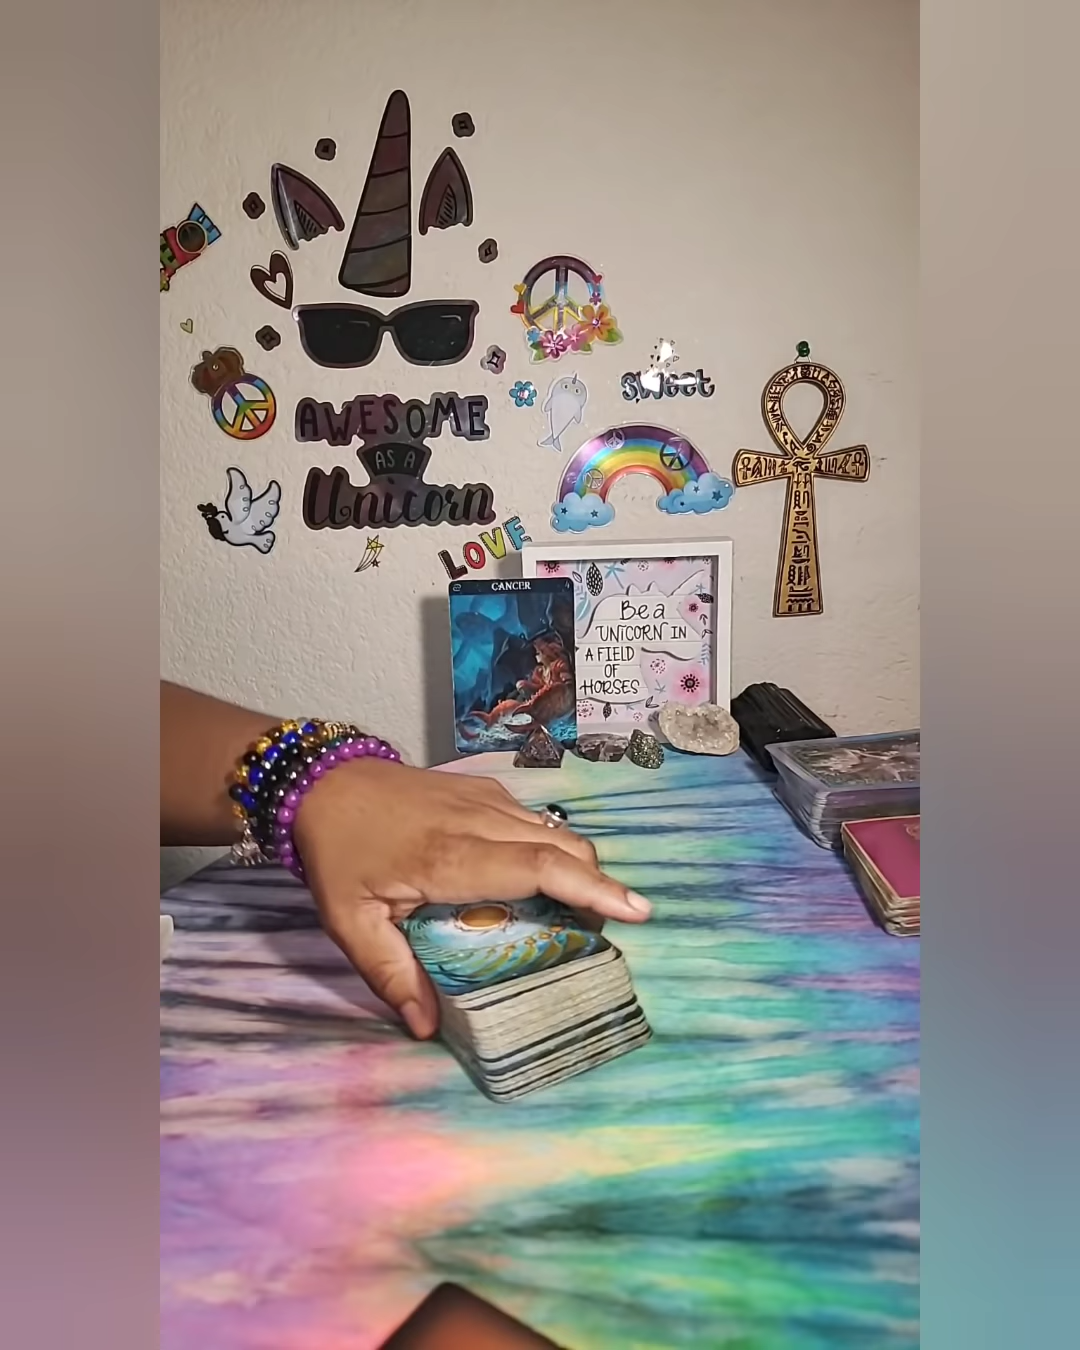 AWESOME
AS A
Unicorn
sweet
LOVE
CANCER
Be a
UNICORN IN
A FIELD
OF
HORSES